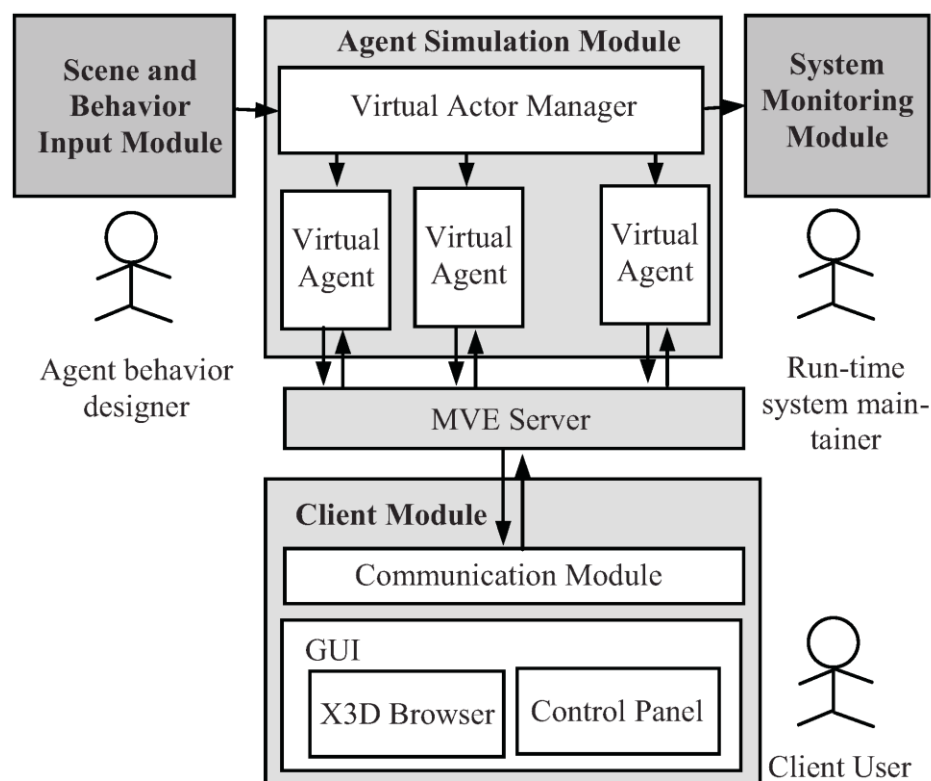 Scene and
Behavior
Input Module
Agent Simulation Module
Virtual Actor Manager
System
Monitoring
Module
Virtual
Agent
Virtual
Agent
Virtual
Agent
Agent behavior
designer
Run-time
system main-
tainer
MVE Server
Client Module
Communication Module
GUI
X3D Browser
Control Panel
Client User